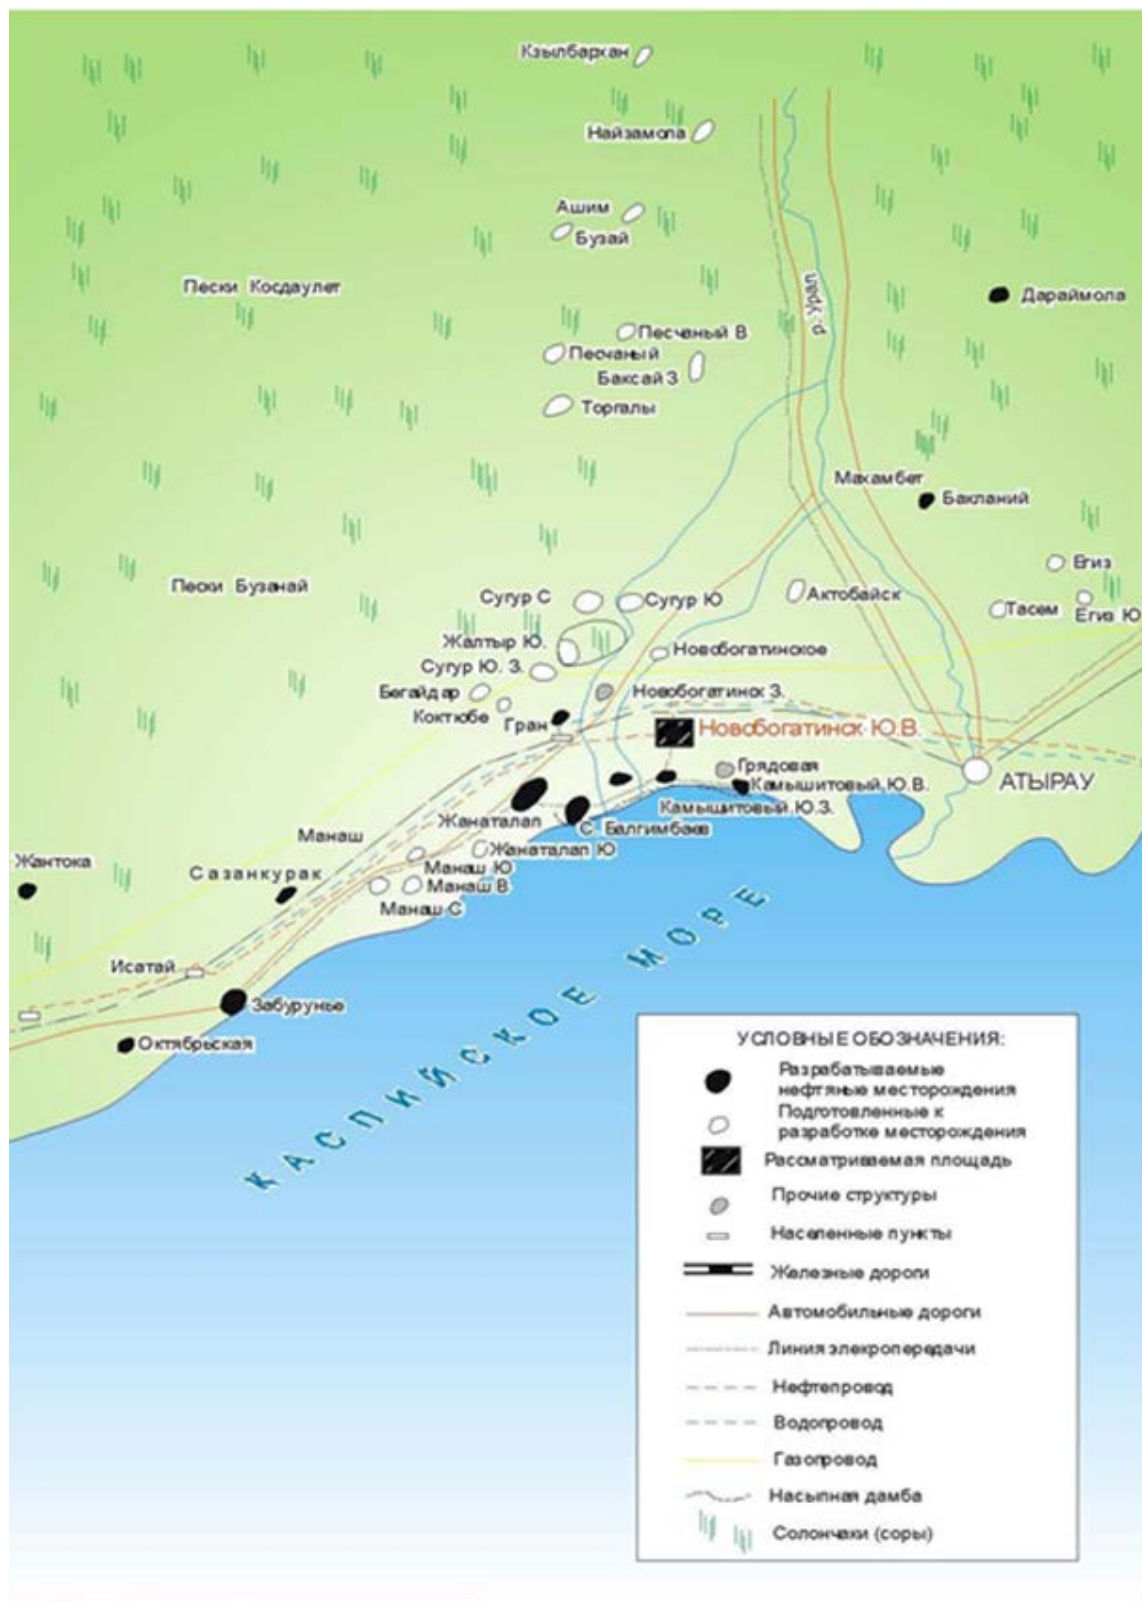 Кзылбаркан
Найзамола
Ашим
Бузай
Пески Косдаулет
р. Урал
Дараймола
Песчаный В
Песчаный
Баксай З
Торгалы
Махамбет
Бакланий
Егиз
Пески Бузанай
Сугур С
Сугур Ю
Актобайск
Тасем
Егиз Ю
Жалтыр Ю.
Новобогатинское
Сугур Ю. З.
Бегайдар
Новобогатинск З.
Коктюбе
Гран
Новобогатинск Ю.В.
Грядовая
АТЫРАУ
Камышитовый Ю.В.
Камышитовый Ю.З.
Жанаталап
С. Балгимбаев
Манаш
Жанаталап Ю
Жантока
Сазанкурак
Манаш Ю
Манаш В
Манаш С
Исатай
Забурунье
Октябрьская
КАСПИЙСКОЕ МОРЕ
УСЛОВНЫЕ ОБОЗНАЧЕНИЯ:
Разрабатываемые
нефтяные месторождения
Подготовленные к
разработке месторождения
Рассматриваемая площадь
Прочие структуры
Населенные пункты
Железные дороги
Автомобильные дороги
Линия элекропередачи
Нефтепровод
Водопровод
Газопровод
Насыпная дамба
Солончаки (соры)